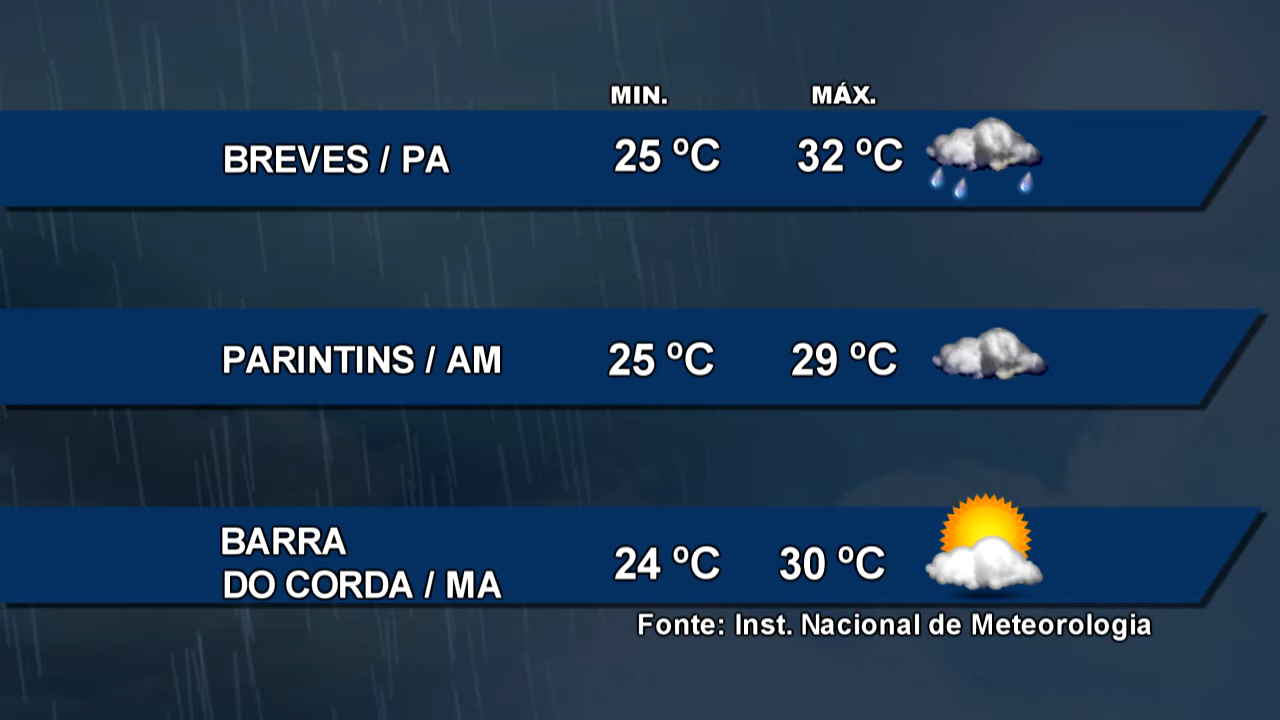 MIN. MÁX.
BREVES / PA 25 ºC 32 ºC
PARINTINS / AM 25 ºC 29 ºC
BARRA
DO CORDA / MA 24 ºC 30 ºC
Fonte: Inst. Nacional de Meteorologia